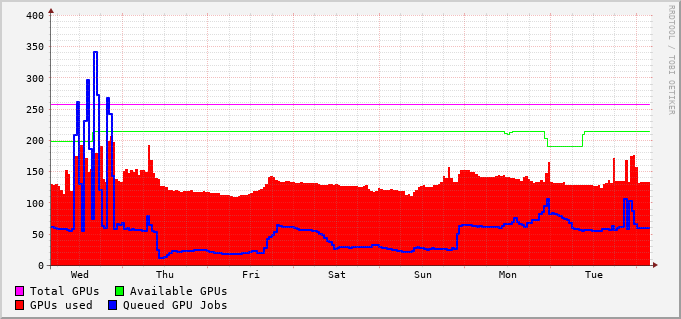 400
350
300
250
200
150
100
50
0
Wed Thu Fri Sat Sun Mon Tue
Total GPUs Available GPUs
GPUs used Queued GPU Jobs
RRDTOOL / TOBI OETIKER